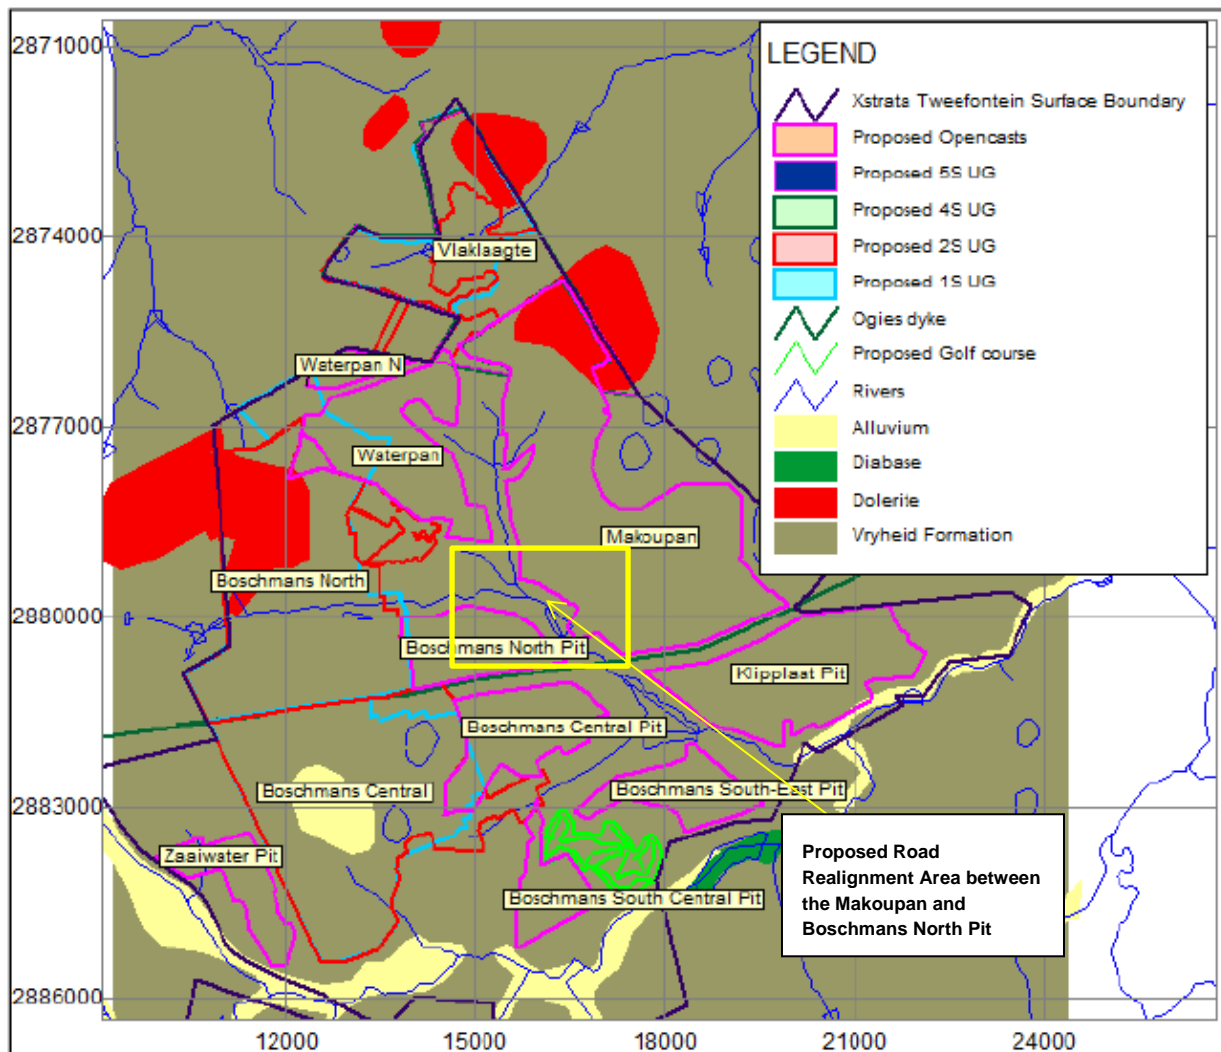 2871000
2874000
2877000
2880000
2883000
2886000
12000
15000
18000
21000
24000
LEGEND
Xstrata Tweefontein Surface Boundary
Proposed Opencasts
Proposed 5S UG
Proposed 4S UG
Proposed 2S UG
Proposed 1S UG
Ogies dyke
Proposed Golf course
Rivers
Alluvium
Diabase
Dolerite
Vryheid Formation
Vlaklaagte
Waterpan N
Waterpan
Makoupan
Boschmans North
Boschmans North Pit
Klipplaat Pit
Boschmans Central Pit
Boschmans Central
Boschmans South-East Pit
Zaaiwater Pit
Boschmans South Central Pit
Proposed Road
Realignment Area between
the Makoupan and
Boschmans North Pit